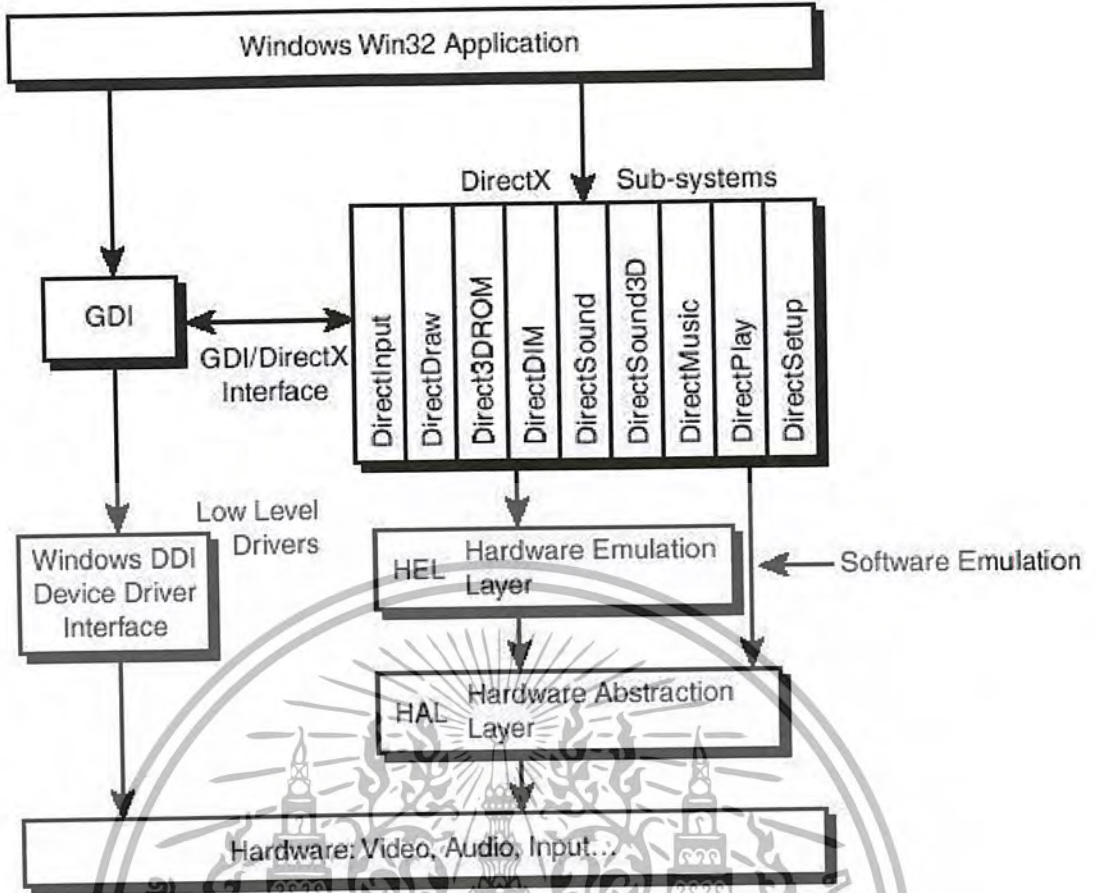 Windows Win32 Application
DirectX Sub-systems
GDI
GDI/DirectX
Interface
DirectInput
DirectDraw
Direct3DROM
DirectDIM
DirectSound
DirectSound3D
DirectMusic
DirectPlay
DirectSetup
Low Level
Drivers
Windows DDI
Device Driver
Interface
HEL Hardware Emulation
Layer
Software Emulation
HAL Hardware Abstraction
Layer
Hardware: Video, Audio, Input...